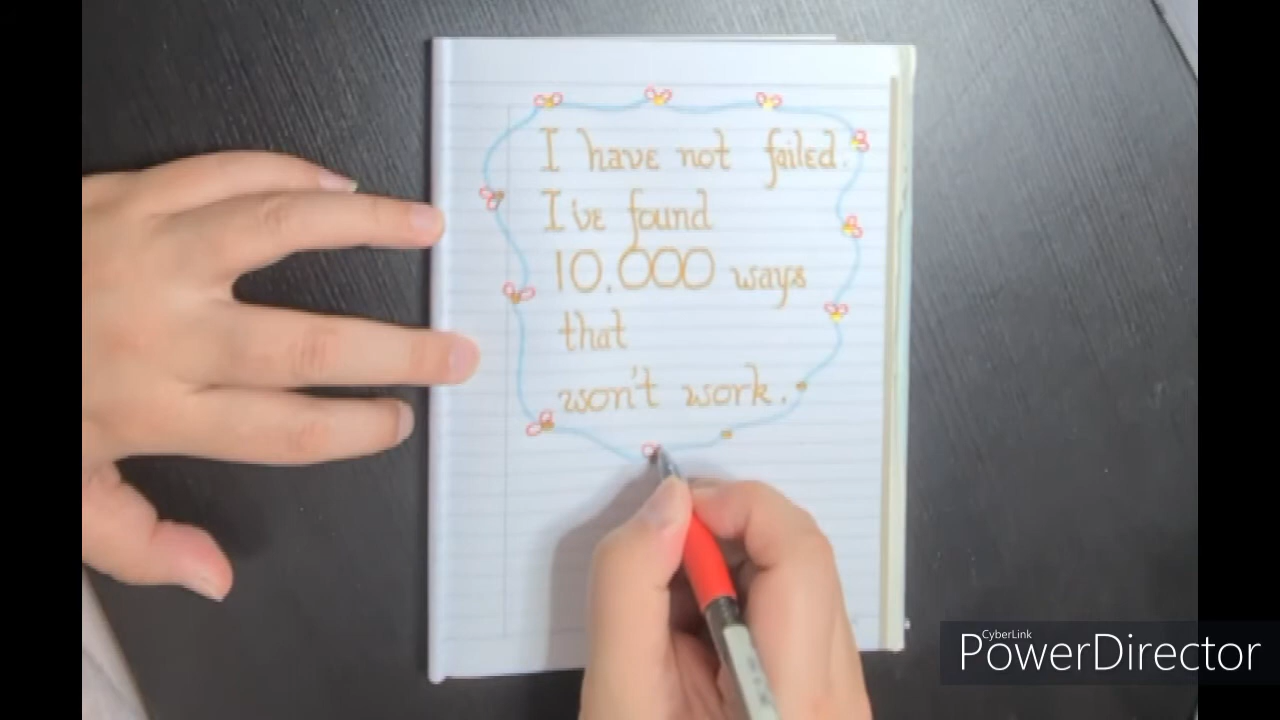 I have not failed.
I've found
10.000 ways
that
won't work.
CyberLink
PowerDirector